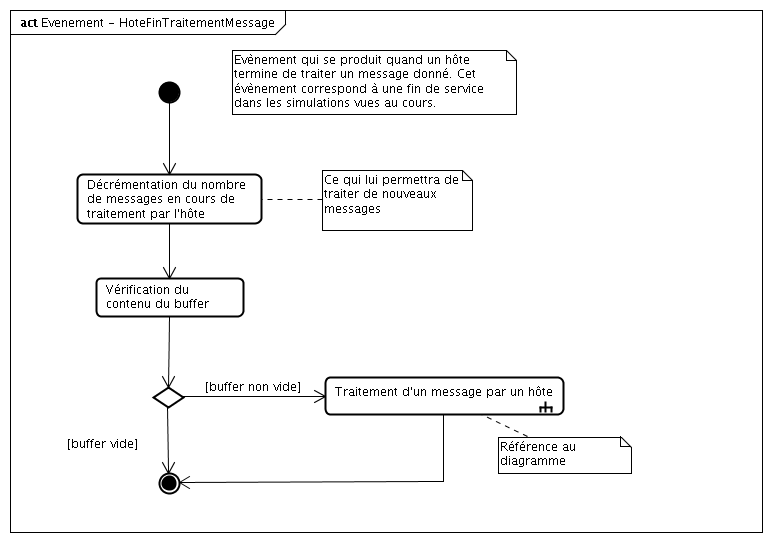 act Evenement - HoteFinTraitementMessage
Evènement qui se produit quand un hôte
termine de traiter un message donné. Cet
évènement correspond à une fin de service
dans les simulations vues au cours.
Décrémentation du nombre
de messages en cours de
traitement par l'hôte
Ce qui lui permettra de
traiter de nouveaux
messages
Vérification du
contenu du buffer
[buffer non vide]
Traitement d'un message par un hôte
[buffer vide]
Référence au
diagramme